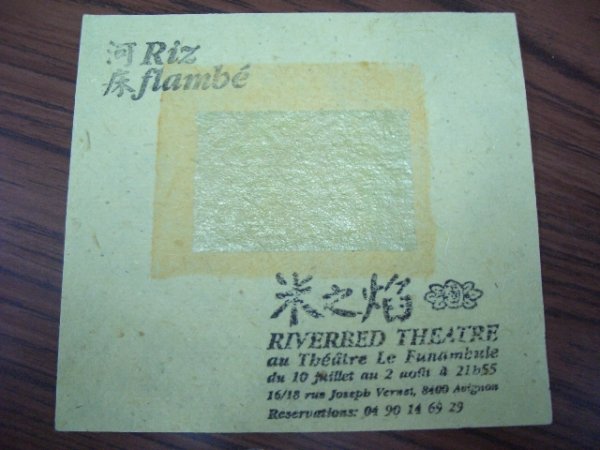 河床 Riz
flambé
米之焰
RIVERBED THEATRE
au Théâtre Le Funambule
du 10 juillet au 2 août à 21h55
16/18 rue Joseph Vernet, 8400 Avignon
Reservations: 04 90 14 69 29